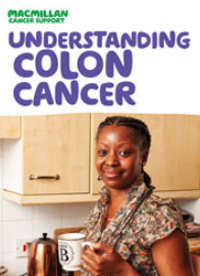 MACMILLAN
CANCER SUPPORT
UNDERSTANDING
COLON
CANCER
B